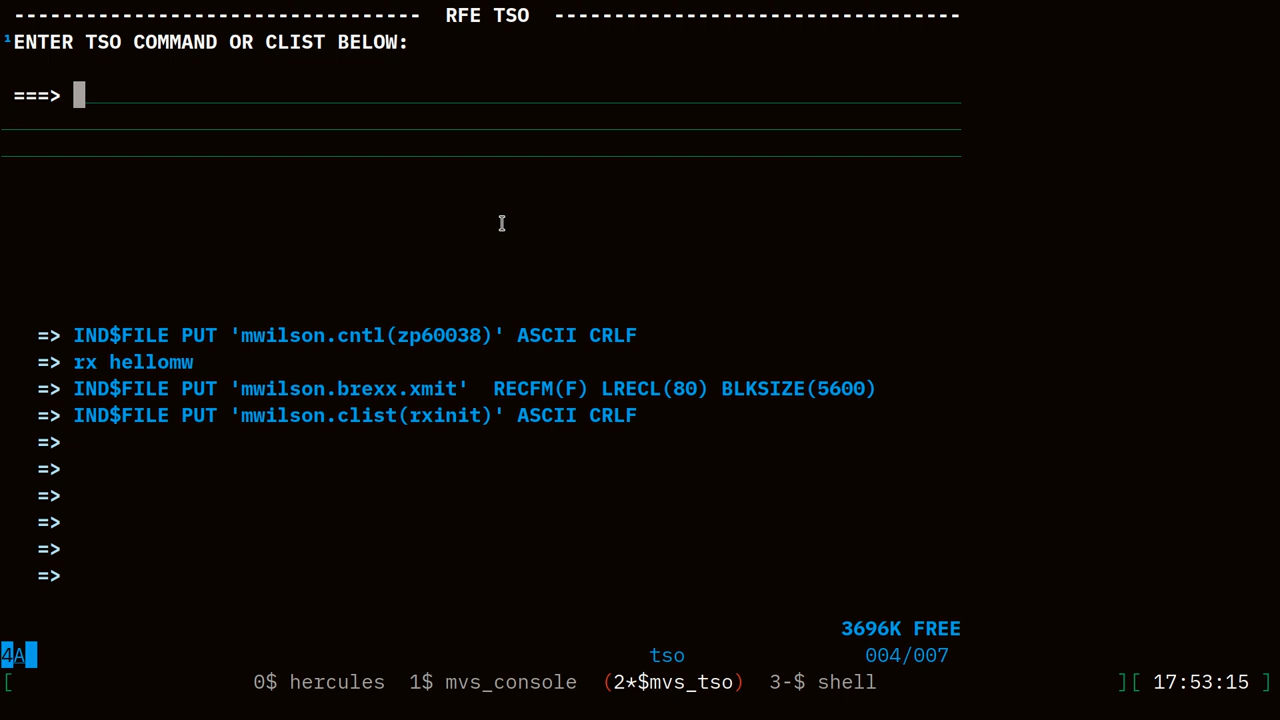 ---------------------------------- RFE TSO ----------------------------------
¹ENTER TSO COMMAND OR CLIST BELOW:
===>
=> IND$FILE PUT 'mwilson.cntl(zp60038)' ASCII CRLF
=> rx hellomw
=> IND$FILE PUT 'mwilson.brexx.xmit'  RECFM(F) LRECL(80) BLKSIZE(5600)
=> IND$FILE PUT 'mwilson.clist(rxinit)' ASCII CRLF
=>
=>
=>
=>
=>
=>
3696K FREE
4A tso 004/007
[ 0$ hercules 1$ mvs_console (2*$mvs_tso) 3-$ shell ][ 17:53:15 ]